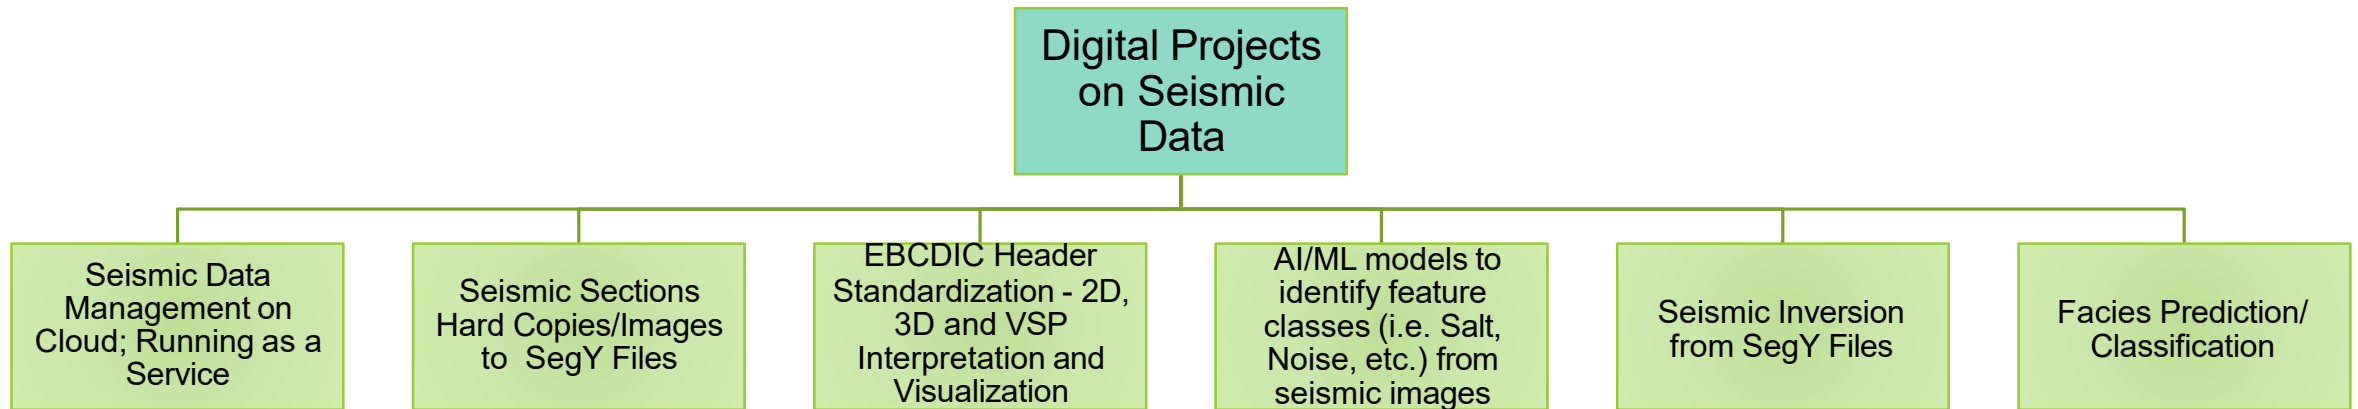 Digital Projects
on Seismic
Data
Seismic Data
Management on
Cloud; Running as a
Service
Seismic Sections
Hard Copies/Images
to  SegY Files
EBCDIC Header
Standardization - 2D,
3D and VSP
Interpretation and
Visualization
AI/ML models to
identify feature
classes (i.e. Salt,
Noise, etc.) from
seismic images
Seismic Inversion
from SegY Files
Facies Prediction/
Classification